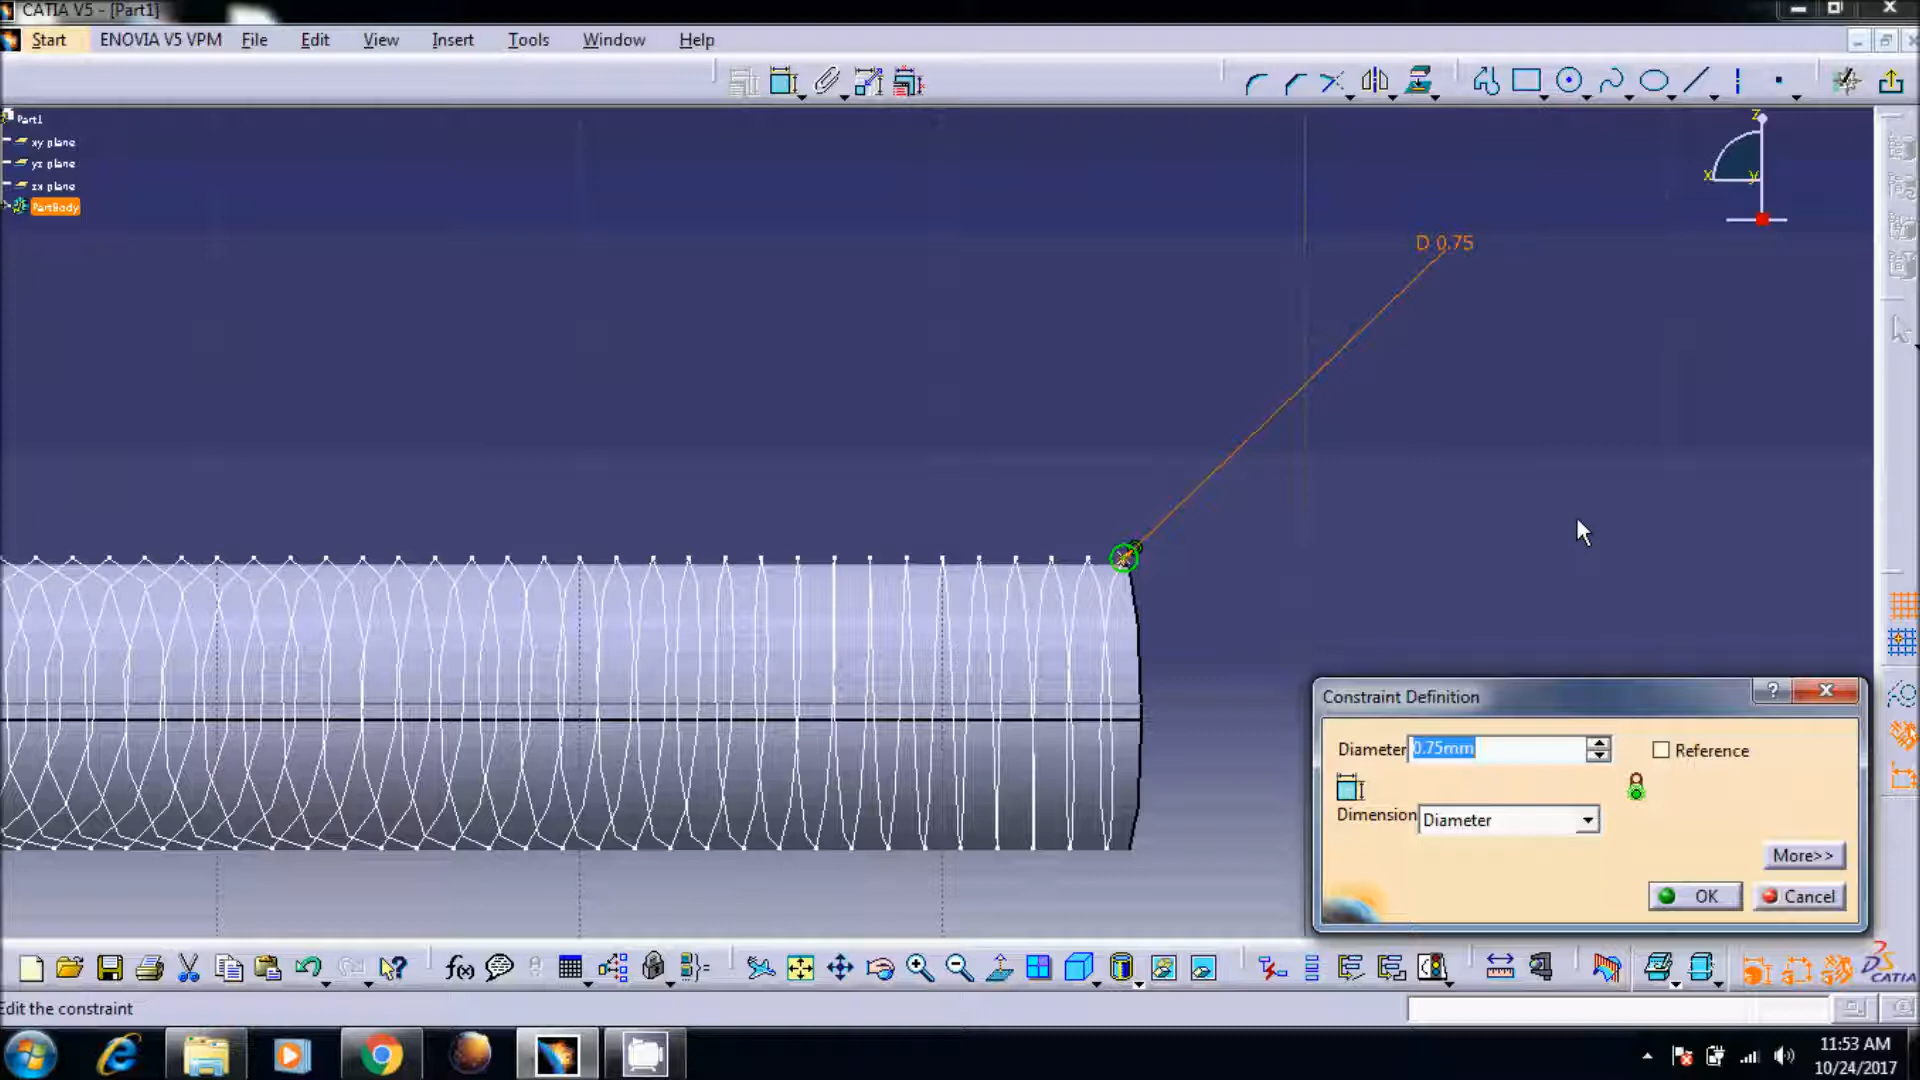 CATIA V5 - [Part1]
Start ENOVIA V5 VPM File Edit View Insert Tools Window Help
Part1
xy plane
yz plane
zx plane
PartBody
z
x y
D 0.75
Constraint Definition
?
Diameter 0.75mm Reference
Dimension Diameter
More>>
OK Cancel
f(x)
CATIA
Edit the constraint
11:53 AM
10/24/2017